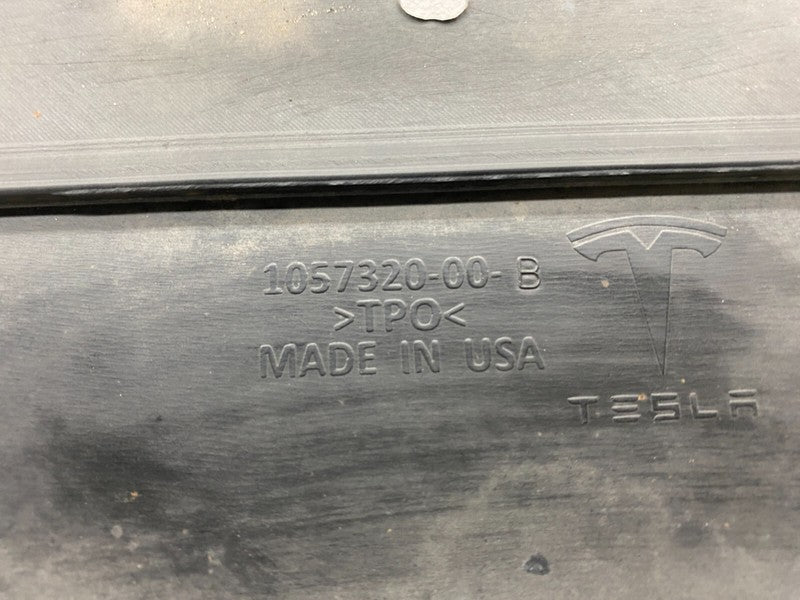 1057320-00- B
>TPO<
MADE IN USA
TESLA